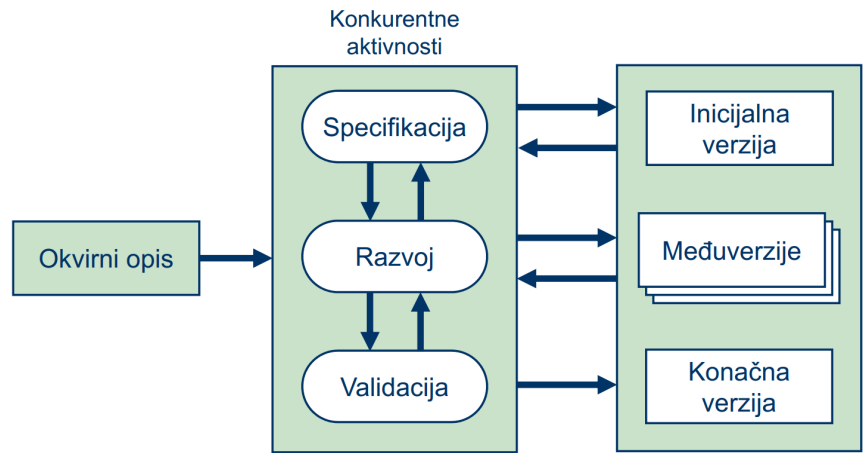 Konkurentne
aktivnosti
Okvirni opis
Specifikacija
Razvoj
Validacija
Inicijalna
verzija
Međuverzije
Konačna
verzija